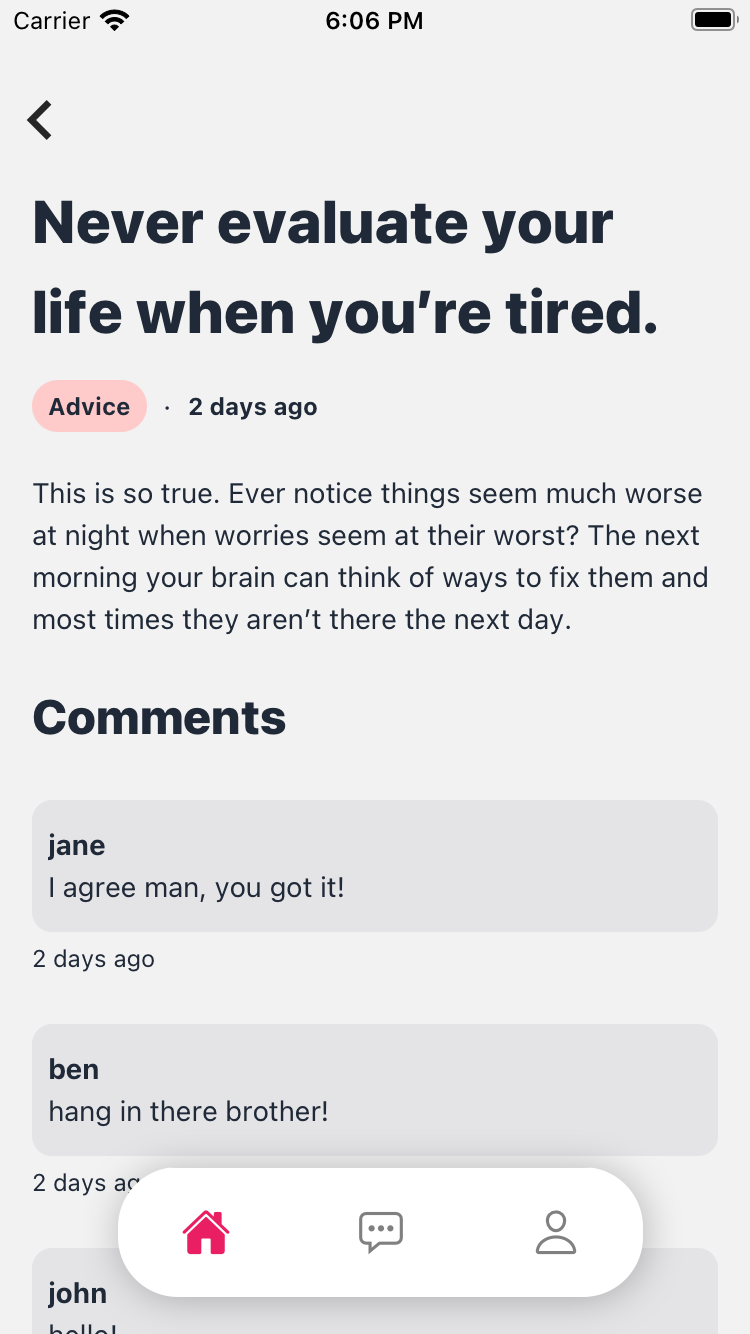 Carrier 6:06 PM
Never evaluate your
life when you’re tired.
Advice · 2 days ago
This is so true. Ever notice things seem much worse
at night when worries seem at their worst? The next
morning your brain can think of ways to fix them and
most times they aren’t there the next day.
Comments
jane
I agree man, you got it!
2 days ago
ben
hang in there brother!
2 days ag
john
hello!